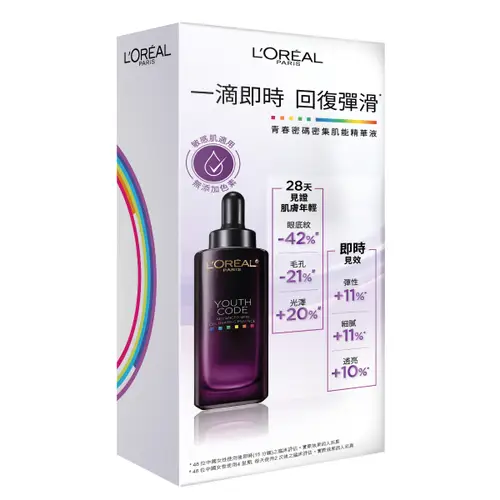 L'ORÉAL
PARIS
L'ORÉAL
PARIS
一滴即時 回復彈滑*
青春密碼密集肌能精華液
敏感肌適用
無添加色素
28天
見證
肌膚年輕
眼底紋
-42%*
毛孔
-21%*
光澤
+20%*
即時
見效
彈性
+11%*
細膩
+11%*
透亮
+10%*
L'ORÉAL
PARIS
YOUTH
CODE